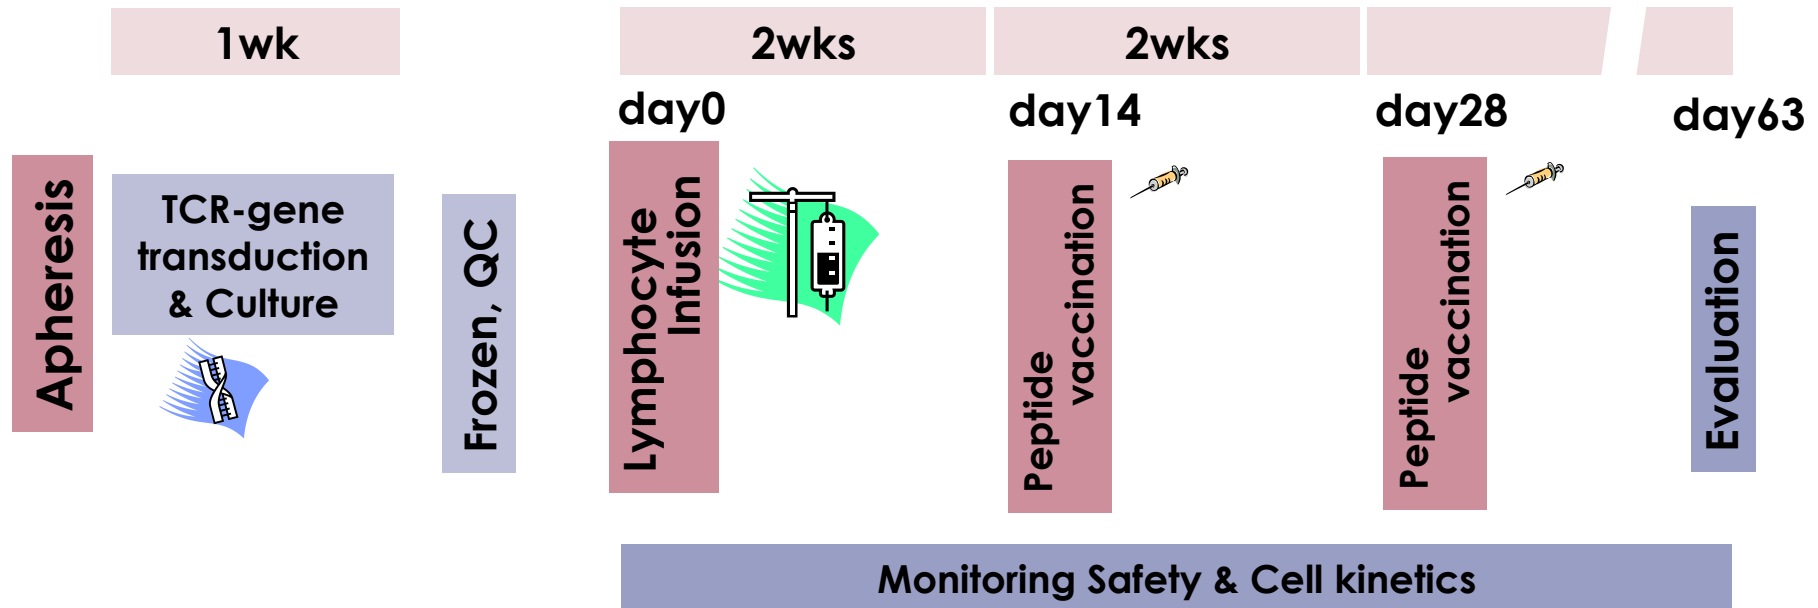 1wk
2wks
2wks
day0
day14
day28
day63
Apheresis
TCR-gene
transduction
& Culture
Frozen, QC
Lymphocyte
Infusion
Peptide
vaccination
Peptide
vaccination
Evaluation
Monitoring Safety & Cell kinetics